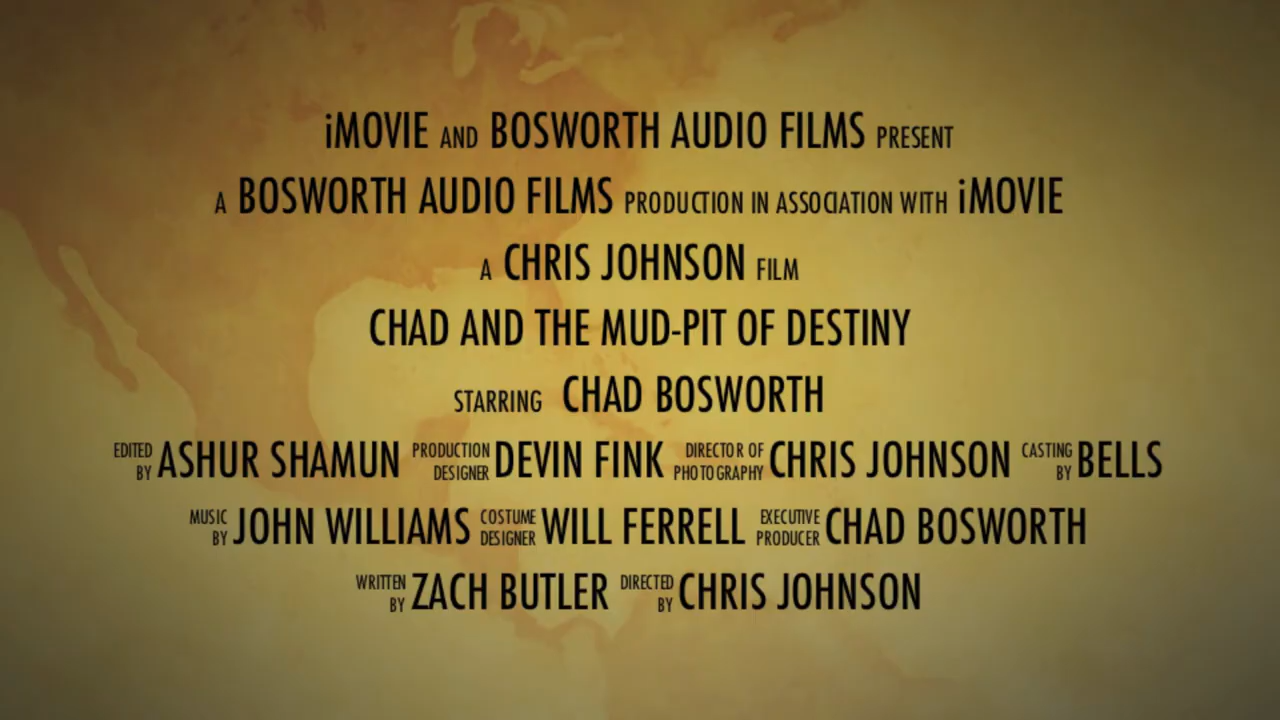 iMOVIE AND BOSWORTH AUDIO FILMS PRESENT
A BOSWORTH AUDIO FILMS PRODUCTION IN ASSOCIATION WITH iMOVIE
A CHRIS JOHNSON FILM
CHAD AND THE MUD-PIT OF DESTINY
STARRING CHAD BOSWORTH
EDITED BY ASHUR SHAMUN PRODUCTION DESIGNER DEVIN FINK DIRECTOR OF PHOTOGRAPHY CHRIS JOHNSON CASTING BY BELLS
MUSIC BY JOHN WILLIAMS COSTUME DESIGNER WILL FERRELL EXECUTIVE PRODUCER CHAD BOSWORTH
WRITTEN BY ZACH BUTLER DIRECTED BY CHRIS JOHNSON